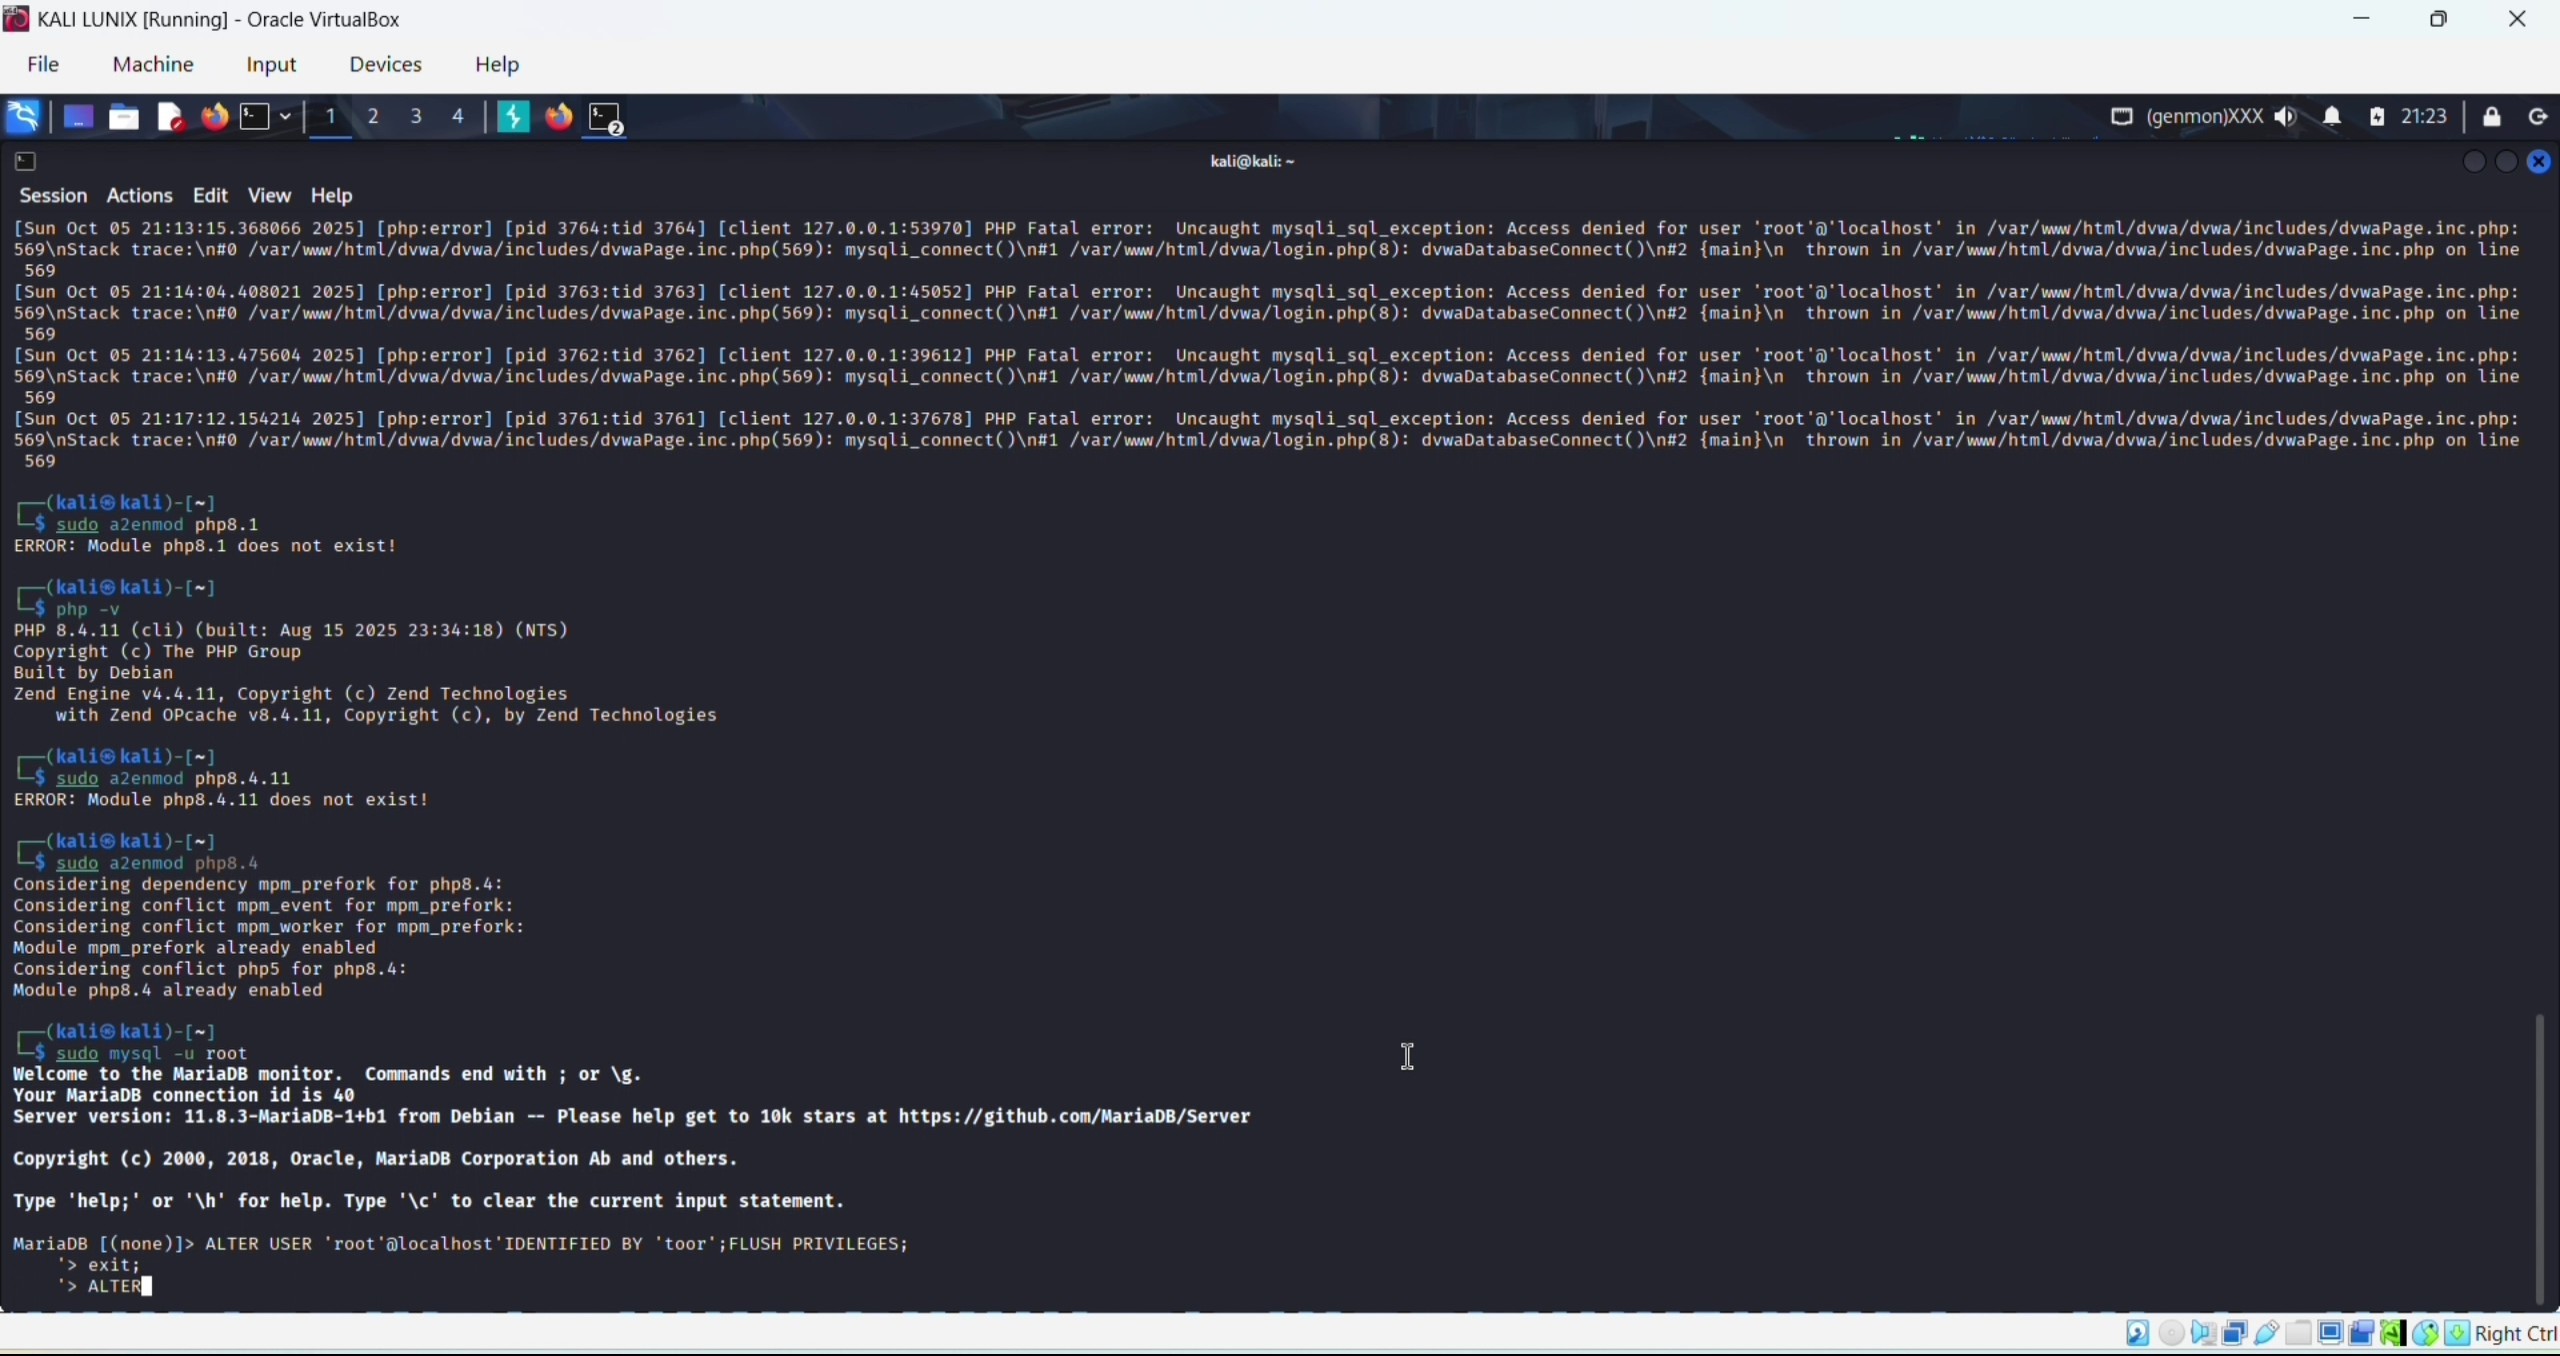 KALI LUNIX [Running] - Oracle VirtualBox
File Machine Input Devices Help
1 2 3 4 2 (genmon)XXX 21:23
kali@kali: ~
Session Actions Edit View Help
[Sun Oct 05 21:13:15.368066 2025] [php:error] [pid 3764:tid 3764] [client 127.0.0.1:53970] PHP Fatal error:  Uncaught mysqli_sql_exception: Access denied for user 'root'@'localhost' in /var/www/html/dvwa/dvwa/includes/dvwaPage.inc.php:
569\nStack trace:\n#0 /var/www/html/dvwa/dvwa/includes/dvwaPage.inc.php(569): mysqli_connect()\n#1 /var/www/html/dvwa/login.php(8): dvwaDatabaseConnect()\n#2 {main}\n  thrown in /var/www/html/dvwa/dvwa/includes/dvwaPage.inc.php on line
569
[Sun Oct 05 21:14:04.408021 2025] [php:error] [pid 3763:tid 3763] [client 127.0.0.1:45052] PHP Fatal error:  Uncaught mysqli_sql_exception: Access denied for user 'root'@'localhost' in /var/www/html/dvwa/dvwa/includes/dvwaPage.inc.php:
569\nStack trace:\n#0 /var/www/html/dvwa/dvwa/includes/dvwaPage.inc.php(569): mysqli_connect()\n#1 /var/www/html/dvwa/login.php(8): dvwaDatabaseConnect()\n#2 {main}\n  thrown in /var/www/html/dvwa/dvwa/includes/dvwaPage.inc.php on line
569
[Sun Oct 05 21:14:13.475604 2025] [php:error] [pid 3762:tid 3762] [client 127.0.0.1:39612] PHP Fatal error:  Uncaught mysqli_sql_exception: Access denied for user 'root'@'localhost' in /var/www/html/dvwa/dvwa/includes/dvwaPage.inc.php:
569\nStack trace:\n#0 /var/www/html/dvwa/dvwa/includes/dvwaPage.inc.php(569): mysqli_connect()\n#1 /var/www/html/dvwa/login.php(8): dvwaDatabaseConnect()\n#2 {main}\n  thrown in /var/www/html/dvwa/dvwa/includes/dvwaPage.inc.php on line
569
[Sun Oct 05 21:17:12.154214 2025] [php:error] [pid 3761:tid 3761] [client 127.0.0.1:37678] PHP Fatal error:  Uncaught mysqli_sql_exception: Access denied for user 'root'@'localhost' in /var/www/html/dvwa/dvwa/includes/dvwaPage.inc.php:
569\nStack trace:\n#0 /var/www/html/dvwa/dvwa/includes/dvwaPage.inc.php(569): mysqli_connect()\n#1 /var/www/html/dvwa/login.php(8): dvwaDatabaseConnect()\n#2 {main}\n  thrown in /var/www/html/dvwa/dvwa/includes/dvwaPage.inc.php on line
569
┌──(kali㉿kali)-[~]
└─$ sudo a2enmod php8.1
ERROR: Module php8.1 does not exist!
┌──(kali㉿kali)-[~]
└─$ php -v
PHP 8.4.11 (cli) (built: Aug 15 2025 23:34:18) (NTS)
Copyright (c) The PHP Group
Built by Debian
Zend Engine v4.4.11, Copyright (c) Zend Technologies
with Zend OPcache v8.4.11, Copyright (c), by Zend Technologies
┌──(kali㉿kali)-[~]
└─$ sudo a2enmod php8.4.11
ERROR: Module php8.4.11 does not exist!
┌──(kali㉿kali)-[~]
└─$ sudo a2enmod php8.4
Considering dependency mpm_prefork for php8.4:
Considering conflict mpm_event for mpm_prefork:
Considering conflict mpm_worker for mpm_prefork:
Module mpm_prefork already enabled
Considering conflict php5 for php8.4:
Module php8.4 already enabled
┌──(kali㉿kali)-[~]
└─$ sudo mysql -u root
Welcome to the MariaDB monitor.  Commands end with ; or \g.
Your MariaDB connection id is 40
Server version: 11.8.3-MariaDB-1+b1 from Debian -- Please help get to 10k stars at https://github.com/MariaDB/Server
Copyright (c) 2000, 2018, Oracle, MariaDB Corporation Ab and others.
Type 'help;' or '\h' for help. Type '\c' to clear the current input statement.
MariaDB [(none)]> ALTER USER 'root'@localhost'IDENTIFIED BY 'toor';FLUSH PRIVILEGES;
'> exit;
'> ALTER
Right Ctrl